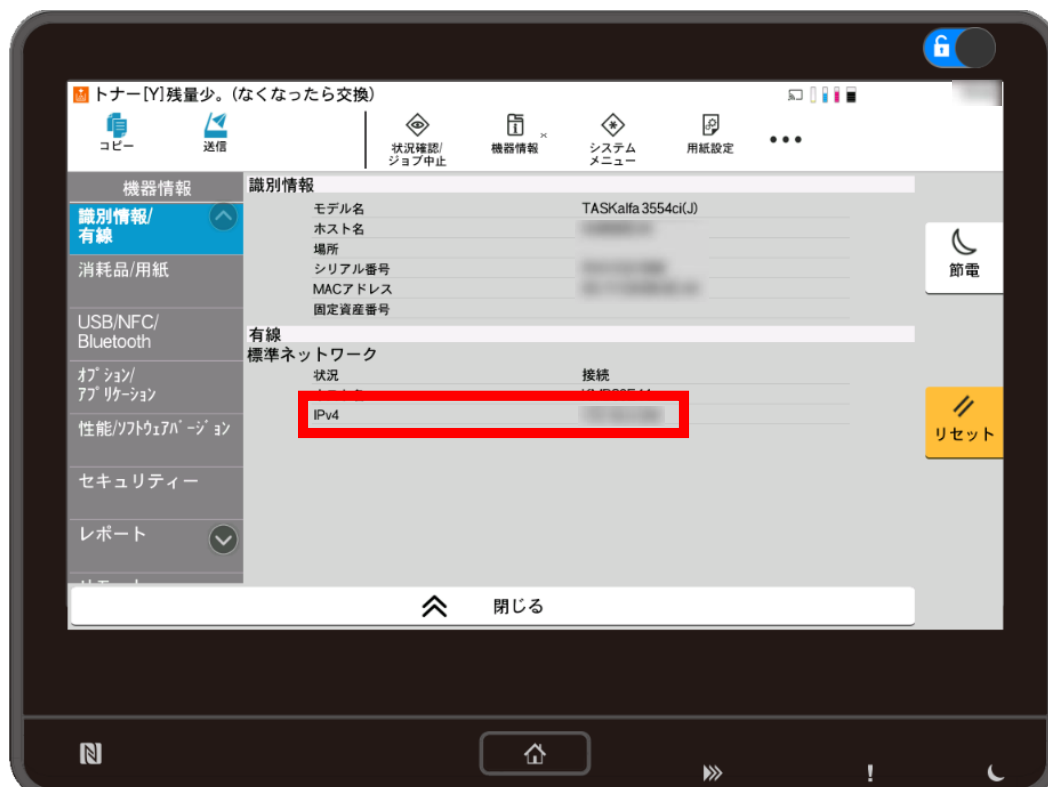 トナー[Y]残量少。(なくなったら交換)
コピー
送信
状況確認/
ジョブ中止
機器情報
システム
メニュー
用紙設定
機器情報
識別情報/
有線
消耗品/用紙
USB/NFC/
Bluetooth
ｵﾌﾟｼｮﾝ/
ｱﾌﾟﾘｹｰｼｮﾝ
性能/ｿﾌﾄｳｪｱﾊﾞｰｼﾞｮﾝ
セキュリティー
レポート
識別情報
モデル名 TASKalfa 3554ci(J)
ホスト名
場所
シリアル番号
MACアドレス
固定資産番号
有線
標準ネットワーク
状況 接続
IPv4
節電
リセット
閉じる